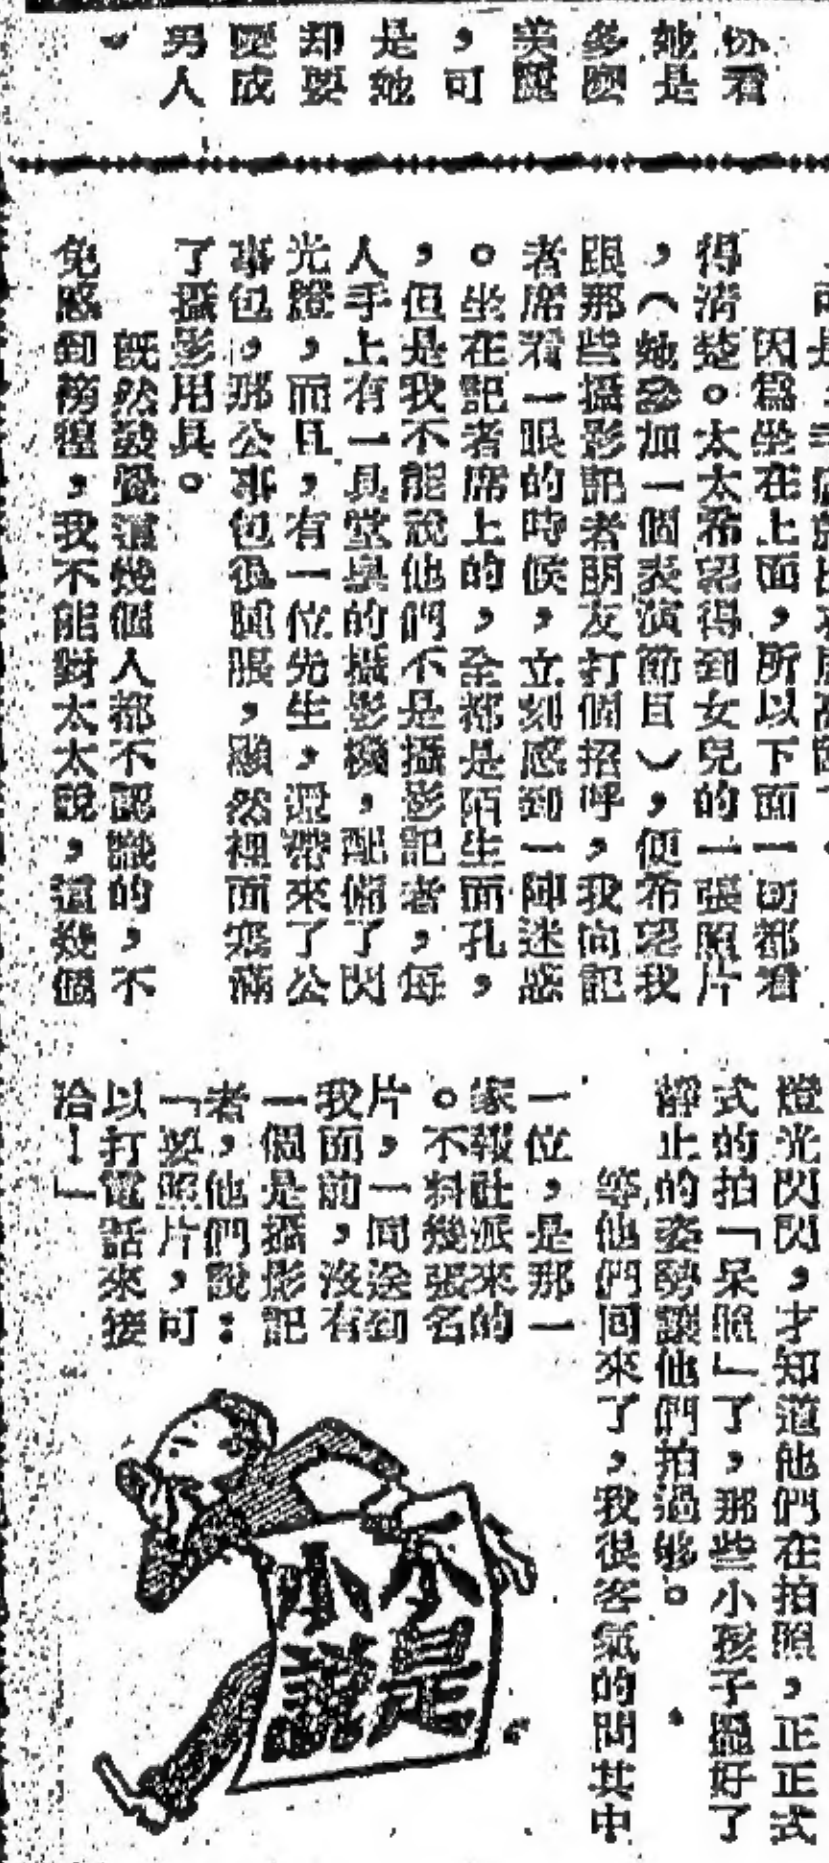 你看
她是
多麼
美麗
，可
是她
却要
變成
男人
。
因爲坐在上面，所以下面一切都看
得清楚。太太希望得到女兒的一張照片
，（她參加一個表演節目），便希望我
跟那些攝影記者朋友打個招呼，我向記
者席看一眼的時候，立刻感到一陣迷惑
。坐在記者席上的，全都是陌生面孔，
，但是我不能說他們不是攝影記者，每
人手上有一具堂皇的攝影機，配備了閃
光燈，而且，有一位先生，還帶來了公
事包，那公事包很陳眼，顯然裡面塞滿
了攝影用具。
既然發覺這幾個人都不認識的，不
免感到徬徨，我不能對太太說，這幾個
燈光閃閃，才知道他們在拍照，正正式
式的拍「呆照」了，那些小孩子擺好了
靜止的姿勢讓他們拍過够。
等他們回來了，我很客氣的問其中
一位，是那一
家報社派來的
。不料幾張名
片，一同送到
我面前，沒有
一個是攝影記
者，他們說：
「要照片，可
以打電話來接
洽！」
不是
小說